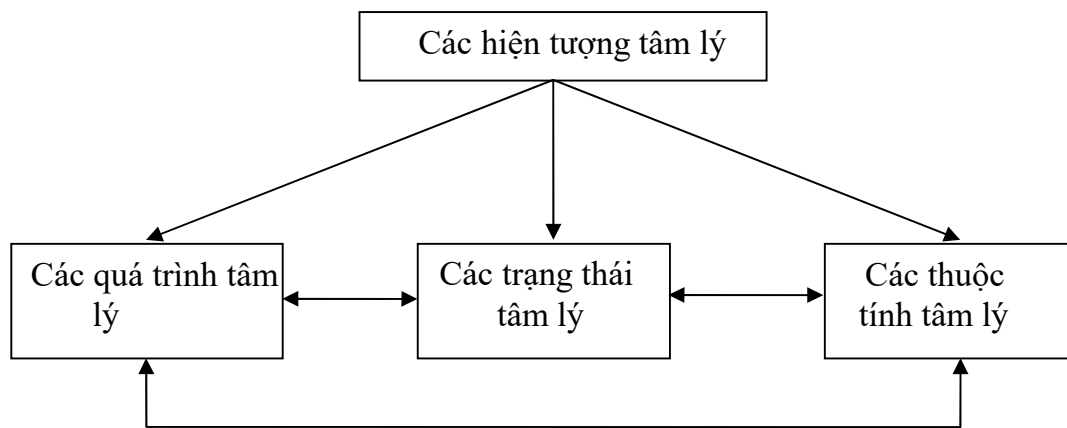 Các hiện tượng tâm lý
Các quá trình tâm
lý
Các trạng thái
tâm lý
Các thuộc
tính tâm lý